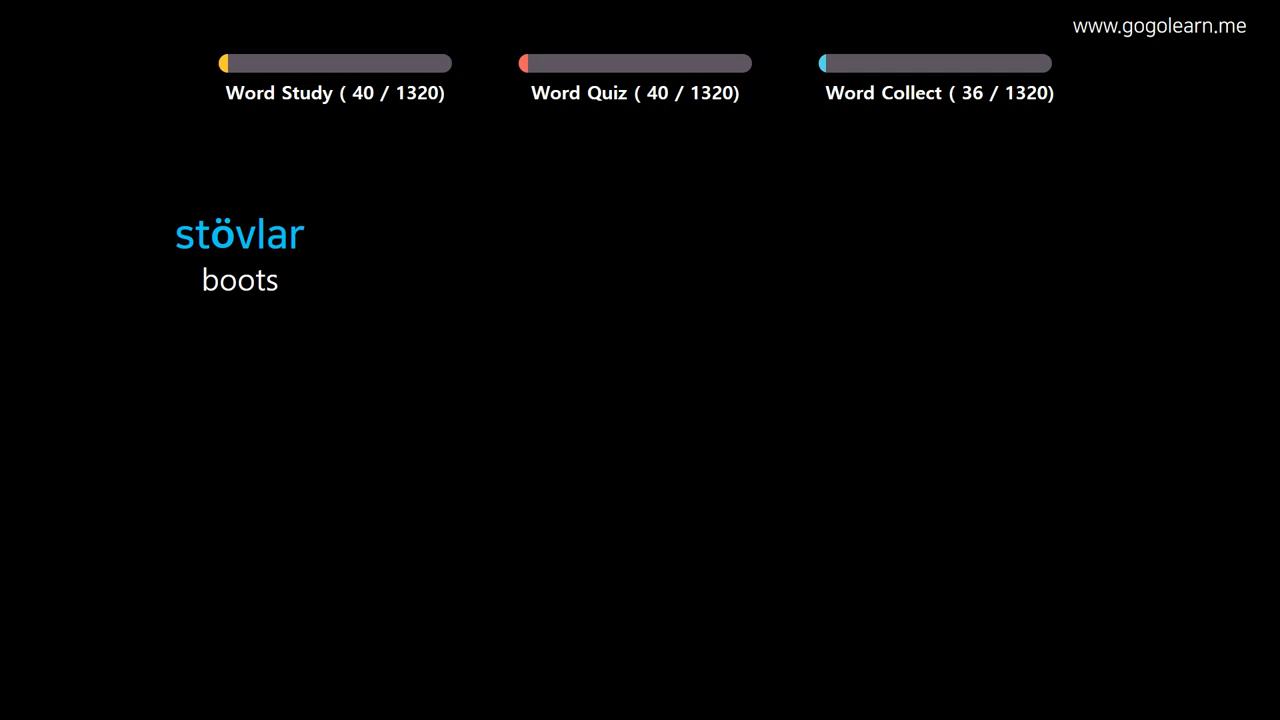 www.gogolearn.me
Word Study ( 40 / 1320)
Word Quiz ( 40 / 1320)
Word Collect ( 36 / 1320)
stövlar
boots